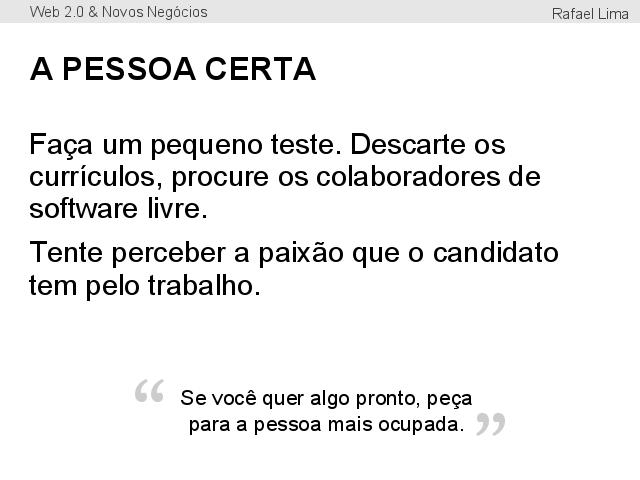 Web 2.0 & Novos Negócios
Rafael Lima
A PESSOA CERTA
Faça um pequeno teste. Descarte os
currículos, procure os colaboradores de
software livre.
Tente perceber a paixão que o candidato
tem pelo trabalho.
“ Se você quer algo pronto, peça
para a pessoa mais ocupada. ”